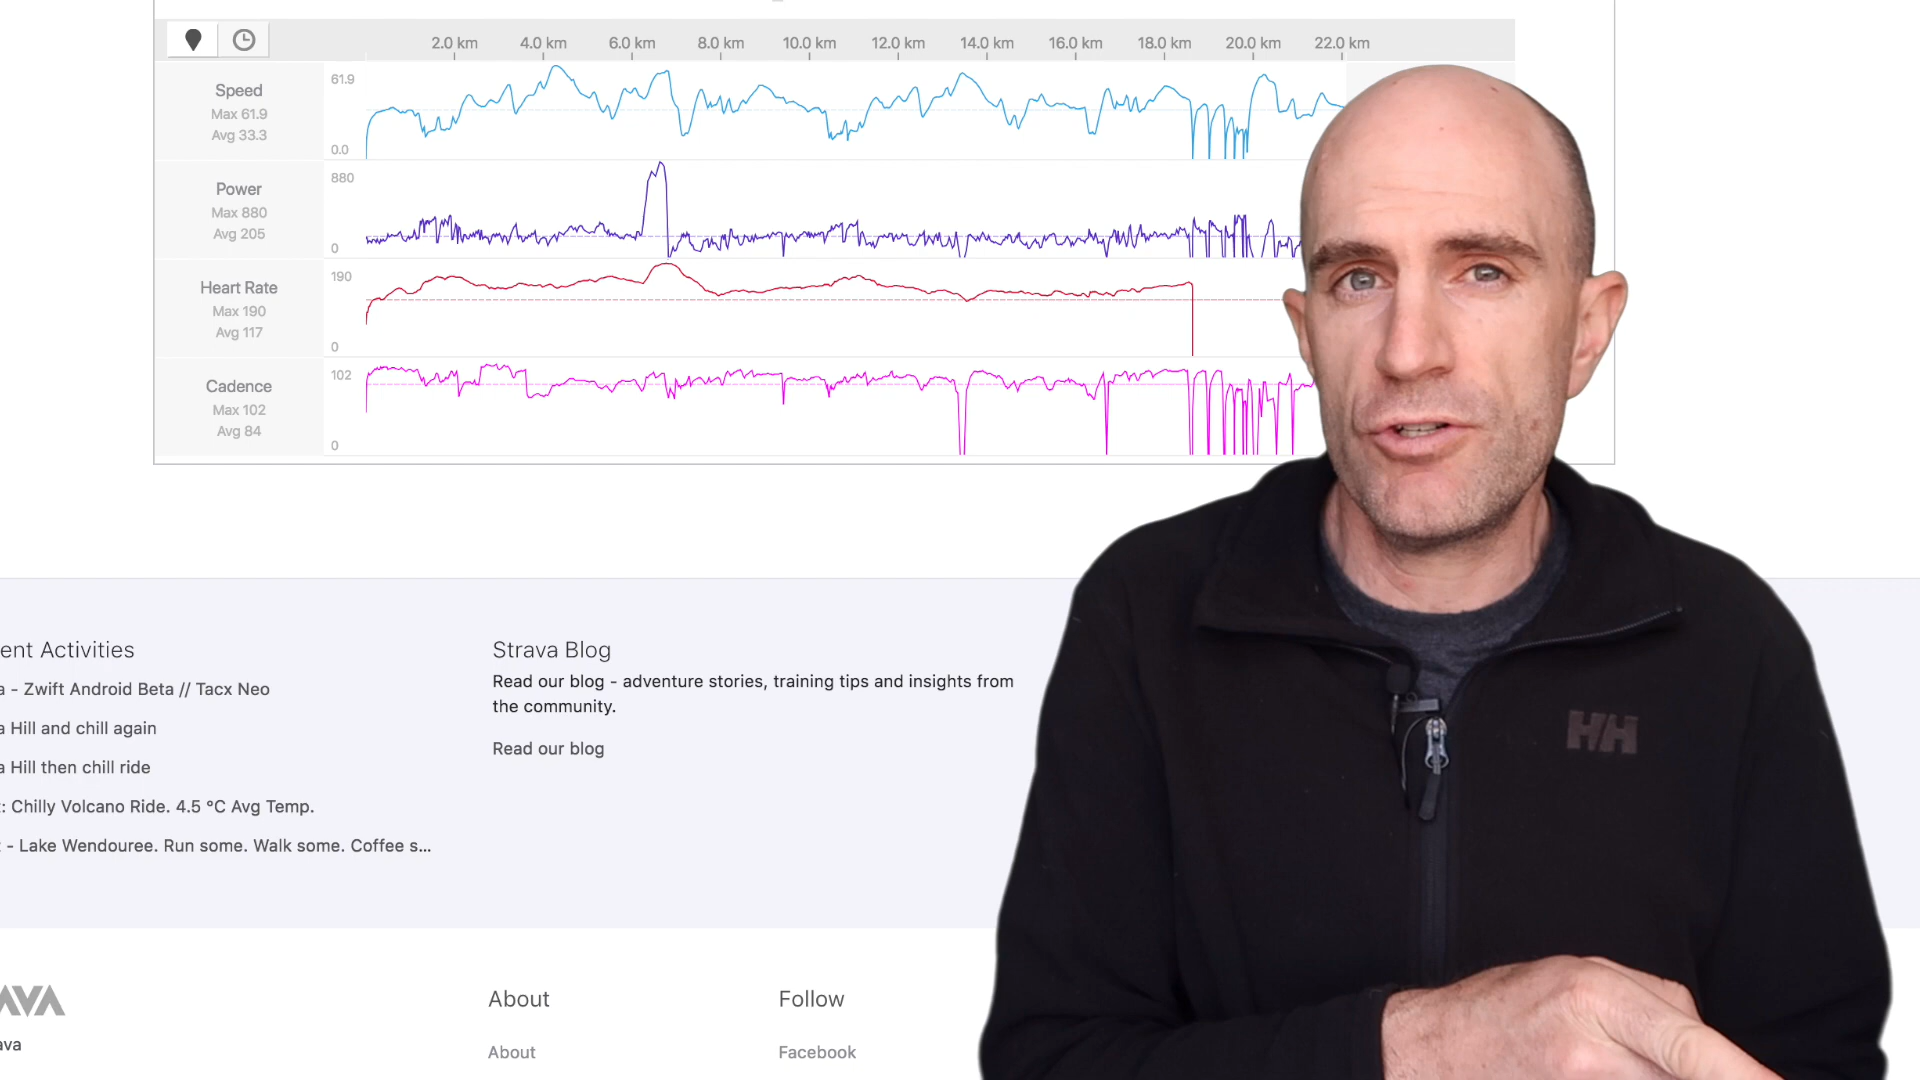 2.0 km 4.0 km 6.0 km 8.0 km 10.0 km 12.0 km 14.0 km 16.0 km 18.0 km 20.0 km 22.0 km
Speed
Max 61.9
Avg 33.3
61.9
0.0
Power
Max 880
Avg 205
880
0
Heart Rate
Max 190
Avg 117
190
0
Cadence
Max 102
Avg 84
102
0
ent Activities
a - Zwift Android Beta // Tacx Neo
a Hill and chill again
a Hill then chill ride
: Chilly Volcano Ride. 4.5 °C Avg Temp.
- Lake Wendouree. Run some. Walk some. Coffee s...
Strava Blog
Read our blog - adventure stories, training tips and insights from
the community.
Read our blog
AVA
ava
About
About
Follow
Facebook
HH